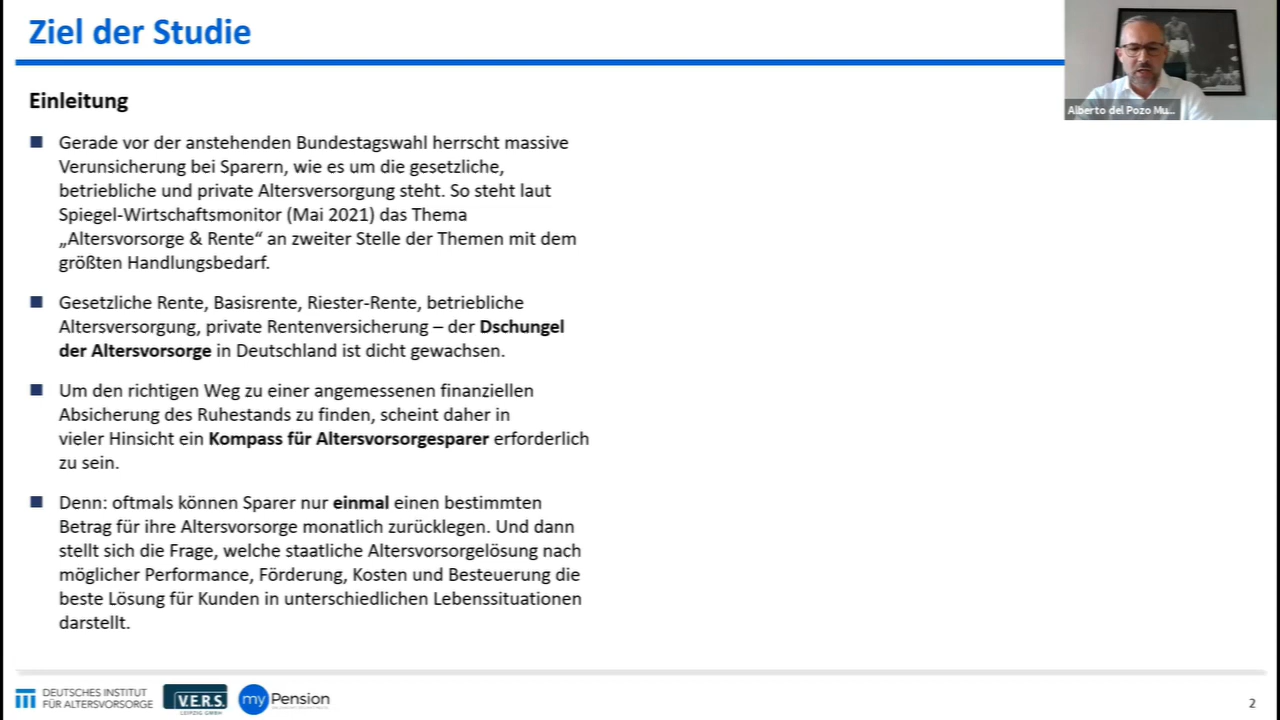 Ziel der Studie
Alberto del Pozo Mu...
Einleitung
Gerade vor der anstehenden Bundestagswahl herrscht massive
Verunsicherung bei Sparern, wie es um die gesetzliche,
betriebliche und private Altersversorgung steht. So steht laut
Spiegel-Wirtschaftsmonitor (Mai 2021) das Thema
„Altersvorsorge & Rente“ an zweiter Stelle der Themen mit dem
größten Handlungsbedarf.
Gesetzliche Rente, Basisrente, Riester-Rente, betriebliche
Altersversorgung, private Rentenversicherung – der Dschungel
der Altersvorsorge in Deutschland ist dicht gewachsen.
Um den richtigen Weg zu einer angemessenen finanziellen
Absicherung des Ruhestands zu finden, scheint daher in
vieler Hinsicht ein Kompass für Altersvorsorgesparer erforderlich
zu sein.
Denn: oftmals können Sparer nur einmal einen bestimmten
Betrag für ihre Altersvorsorge monatlich zurücklegen. Und dann
stellt sich die Frage, welche staatliche Altersvorsorgelösung nach
möglicher Performance, Förderung, Kosten und Besteuerung die
beste Lösung für Kunden in unterschiedlichen Lebenssituationen
darstellt.
DEUTSCHES INSTITUT
FÜR ALTERSVORSORGE
V.E.R.S.
LEIPZIG GMBH
myPension
2